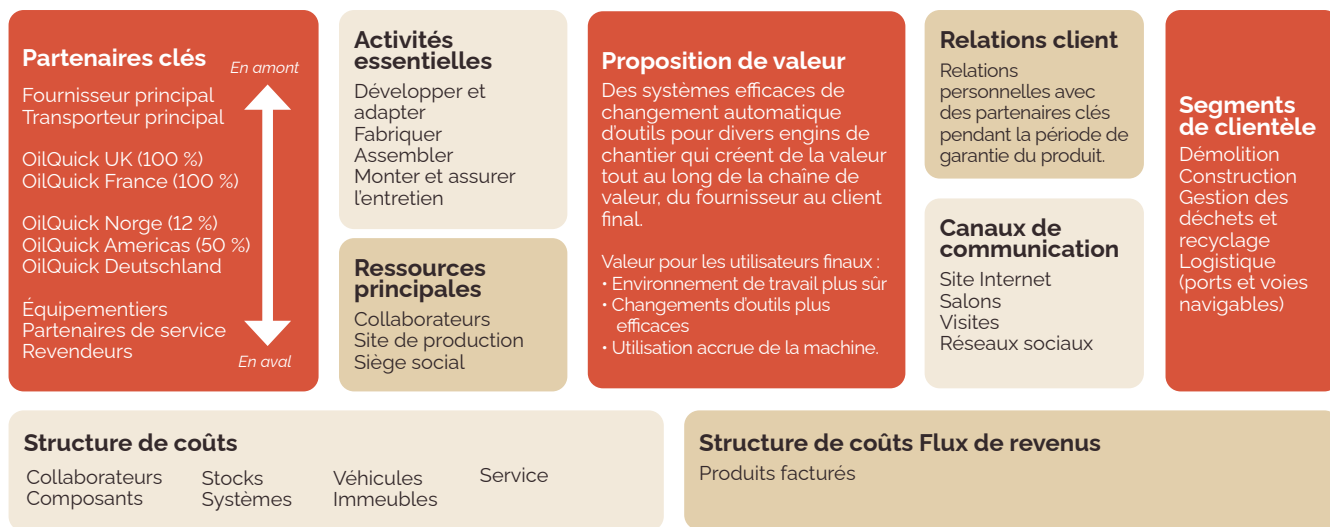 Partenaires clés
En amont
Fournisseur principal
Transporteur principal
OilQuick UK (100 %)
OilQuick France (100 %)
OilQuick Norge (12 %)
OilQuick Americas (50 %)
OilQuick Deutschland
Équipementiers
Partenaires de service
Revendeurs
En aval
Activités
essentielles
Développer et
adapter
Fabriquer
Assembler
Monter et assurer
l'entretien
Ressources
principales
Collaborateurs
Site de production
Siège social
Proposition de valeur
Des systèmes efficaces de
changement automatique
d'outils pour divers engins de
chantier qui créent de la valeur
tout au long de la chaîne de
valeur, du fournisseur au client
final.
Valeur pour les utilisateurs finaux :
• Environnement de travail plus sûr
• Changements d'outils plus
efficaces
• Utilisation accrue de la machine.
Relations client
Relations
personnelles avec
des partenaires clés
pendant la période de
garantie du produit.
Canaux de
communication
Site Internet
Salons
Visites
Réseaux sociaux
Segments
de clientèle
Démolition
Construction
Gestion des
déchets et
recyclage
Logistique
(ports et voies
navigables)
Structure de coûts
Collaborateurs
Composants
Stocks
Systèmes
Véhicules
Immeubles
Service
Structure de coûts Flux de revenus
Produits facturés